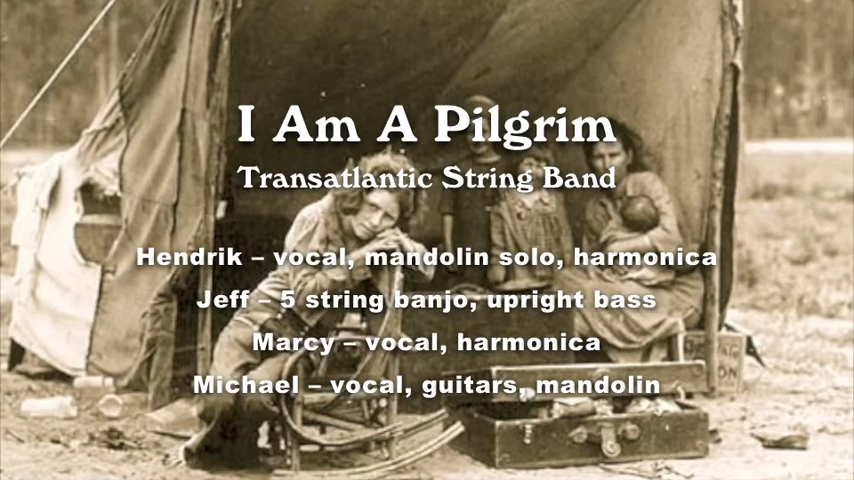 I Am A Pilgrim
Transatlantic String Band
Hendrik – vocal, mandolin solo, harmonica
Jeff – 5 string banjo, upright bass
Marcy – vocal, harmonica
Michael – vocal, guitars, mandolin